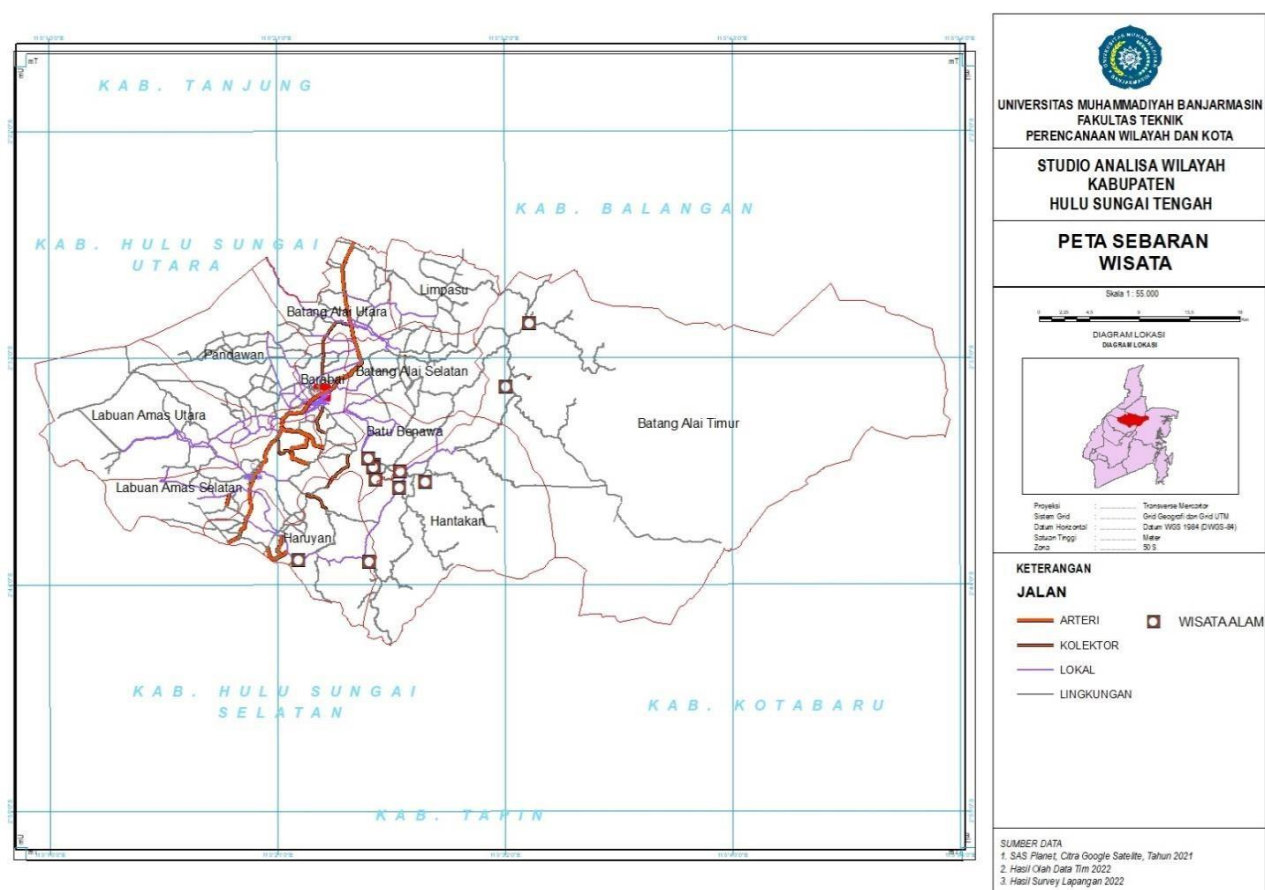 KAB. TANJUNG
KAB. BALANGAN
KAB. HULU SUNGAI
UTARA
Limpasu
Batang Alai Utara
Pandawan
Batang Alai Selatan
Barabai
Labuan Amas Utara
Batang Alai Timur
Batu Benawa
Labuan Amas Selatan
Hantakan
Haruyan
KAB. HULU SUNGAI
SELATAN
KAB. KOTABARU
KAB. TAPIN
UNIVERSITAS MUHAMMADIYAH BANJARMASIN
FAKULTAS TEKNIK
PERENCANAAN WILAYAH DAN KOTA
STUDIO ANALISA WILAYAH
KABUPATEN
HULU SUNGAI TENGAH
PETA SEBARAN
WISATA
Skala 1 : 55.000
DIAGRAM LOKASI
DIAGRAM LOKASI
Proyeksi : Transverse Mercartor
Sistem Grid : Grid Geografi dan Grid UTM
Datum Horizontal : Datum WGS 1984 (DWGS-84)
Satuan Tinggi : Meter
Zona : 50 S
KETERANGAN
JALAN
ARTERI
WISATA ALAM
KOLEKTOR
LOKAL
LINGKUNGAN
SUMBER DATA
1. SAS Planet, Citra Google Satelite, Tahun 2021
2. Hasil Olah Data Tim 2022
3. Hasil Survey Lapangan 2022